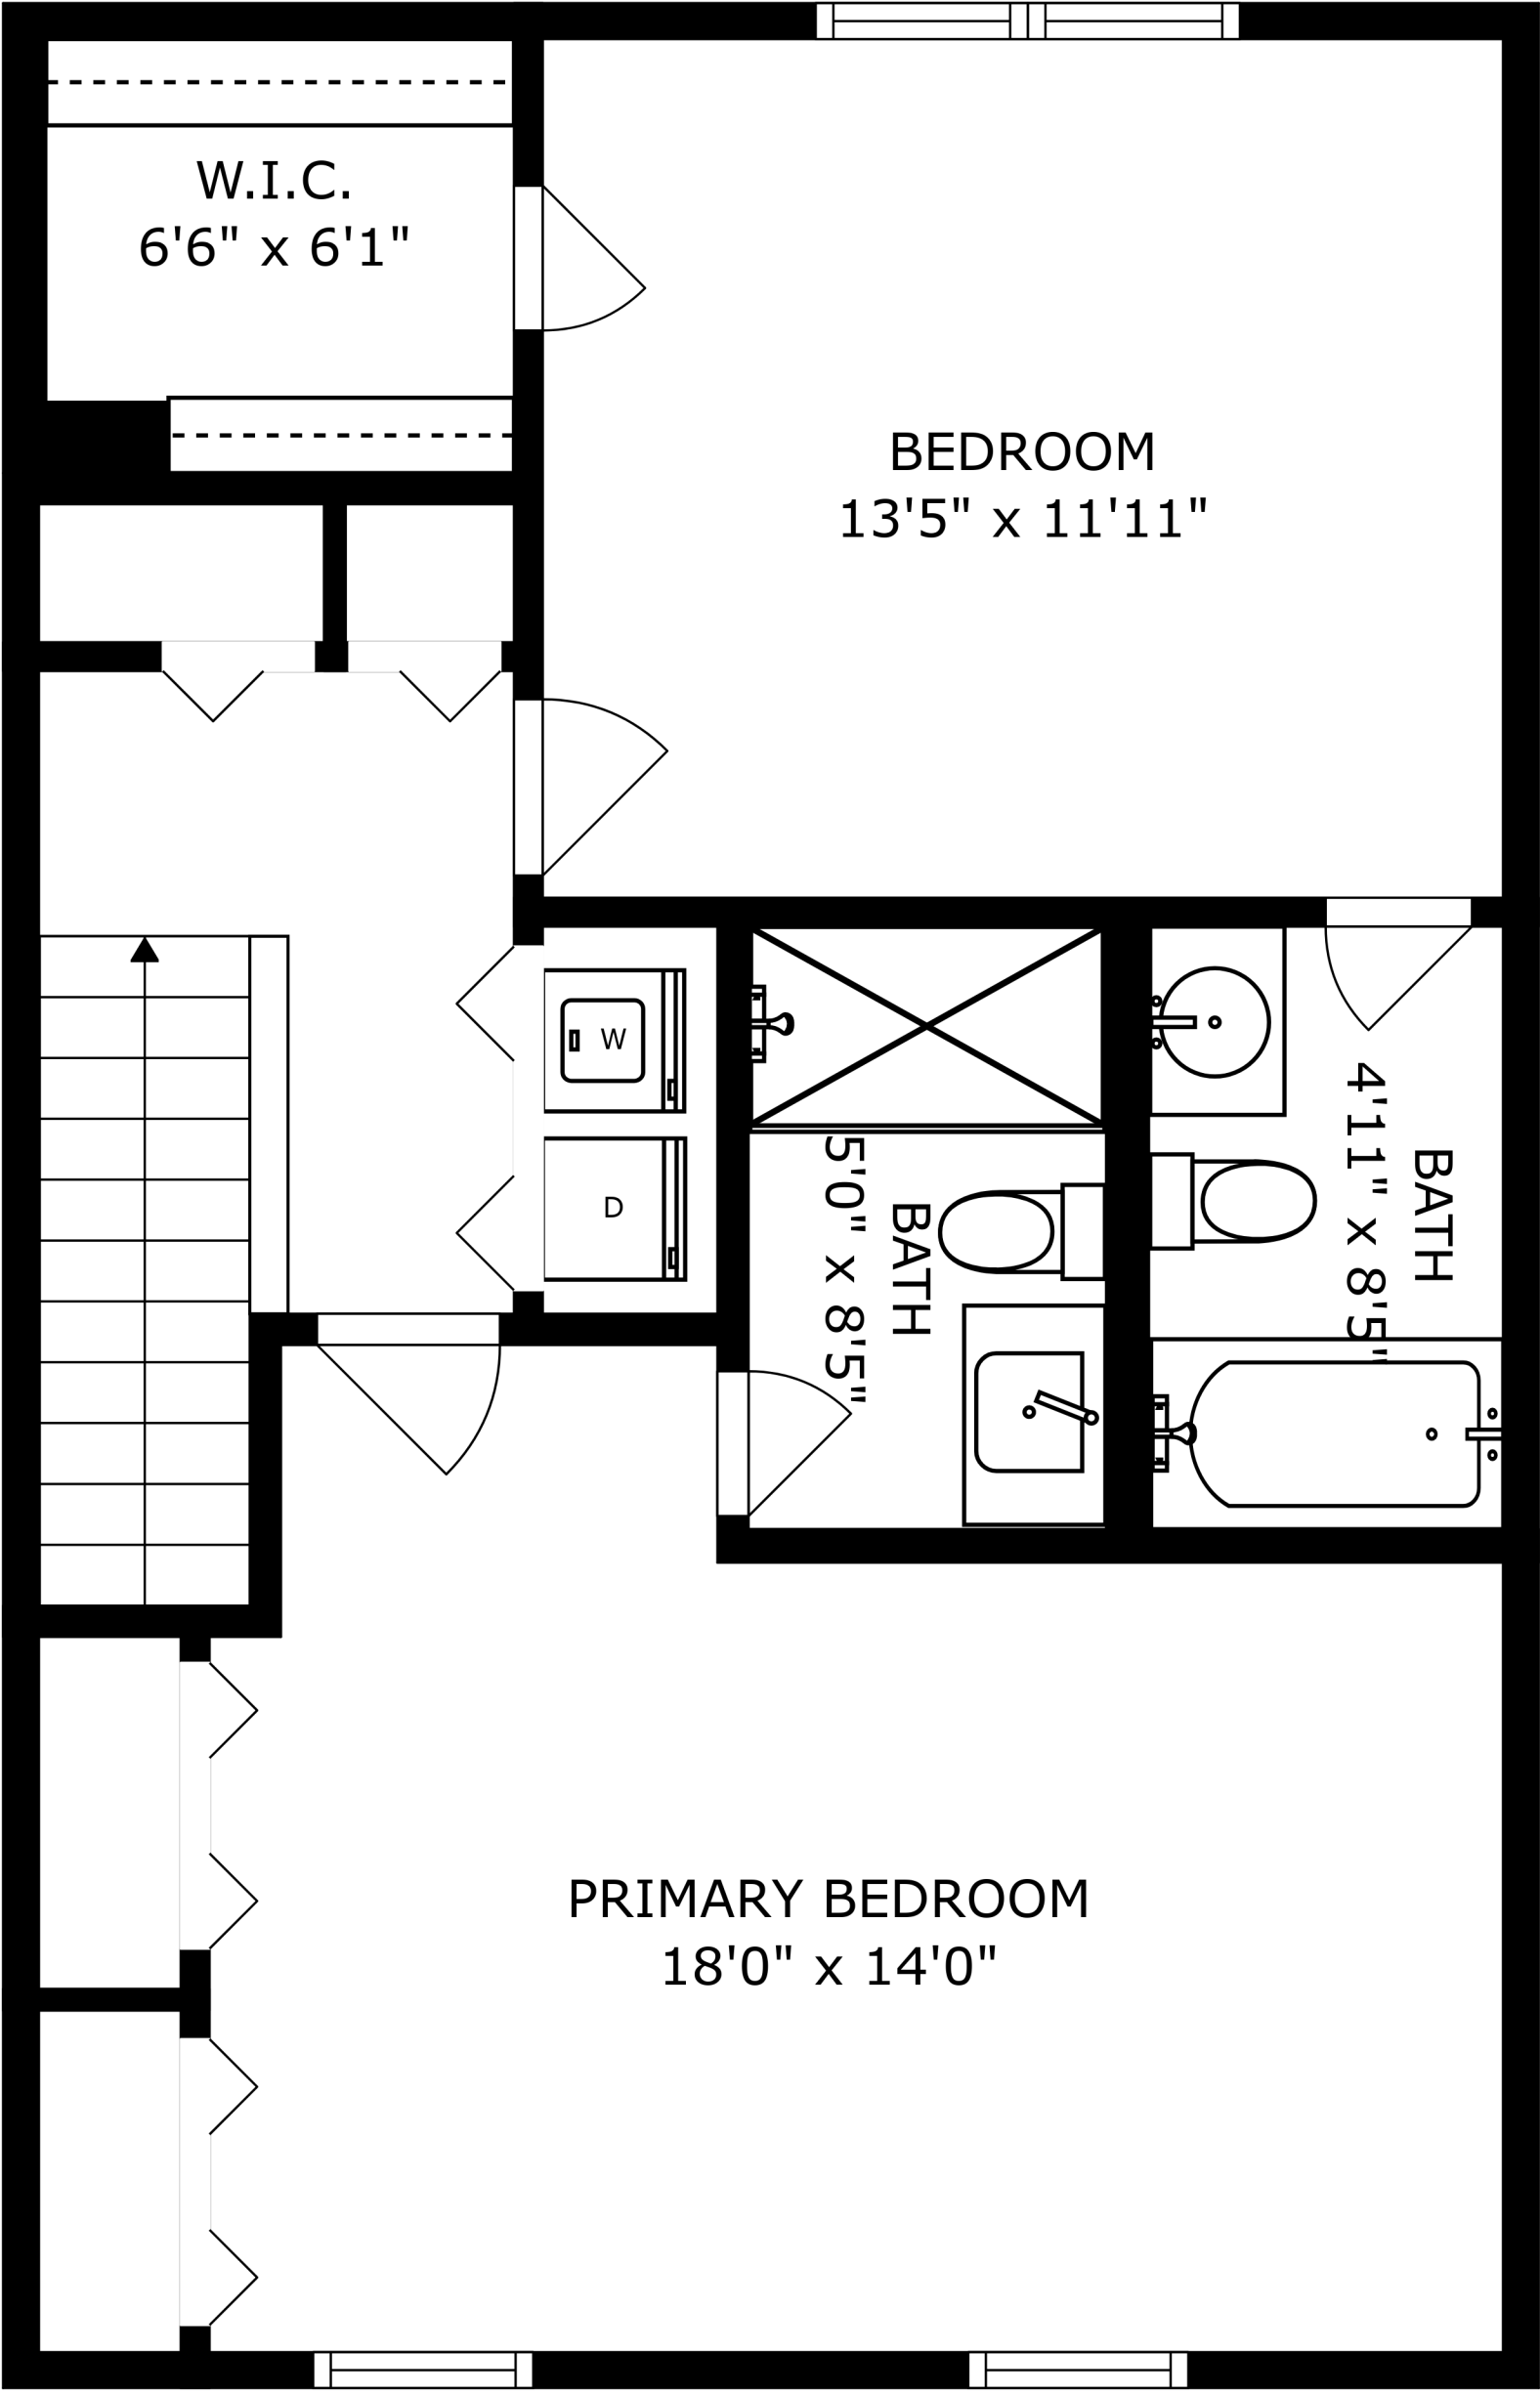 W.I.C.
6'6" x 6'1"
BEDROOM
13'5" x 11'11"
W
D
BATH
5'0" x 8'5"
BATH
4'11" x 8'5"
PRIMARY BEDROOM
18'0" x 14'0"